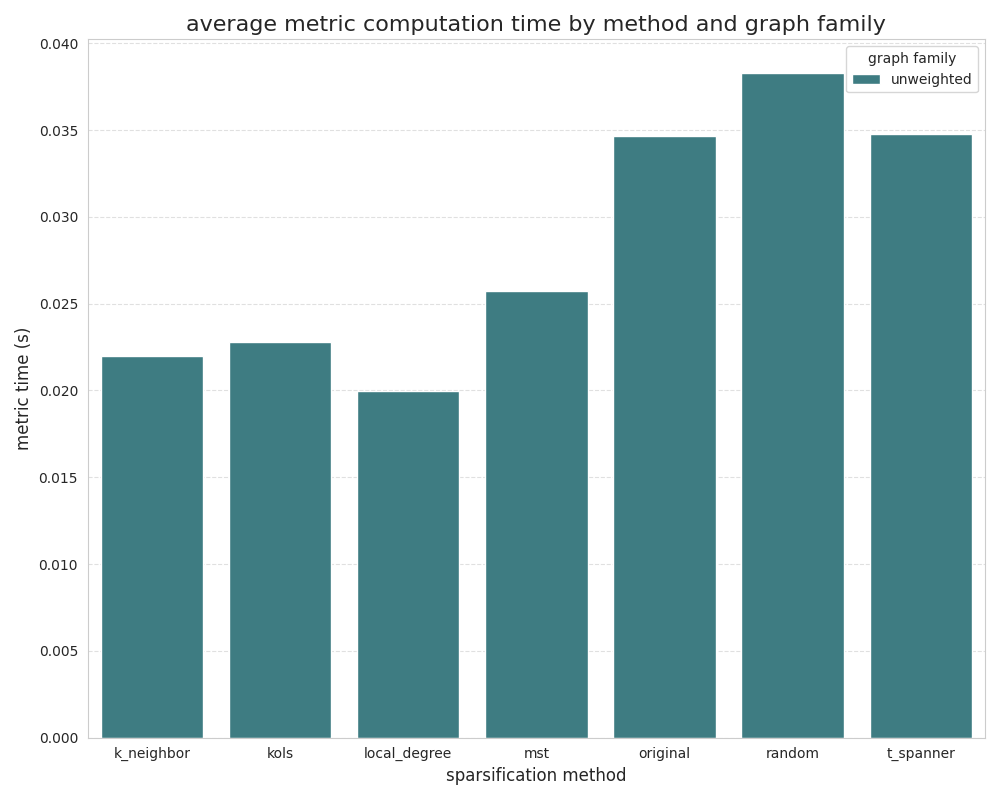 average metric computation time by method and graph family
graph family
unweighted
metric time (s)
0.040
0.035
0.030
0.025
0.020
0.015
0.010
0.005
0.000
k_neighbor kols local_degree mst original random t_spanner
sparsification method